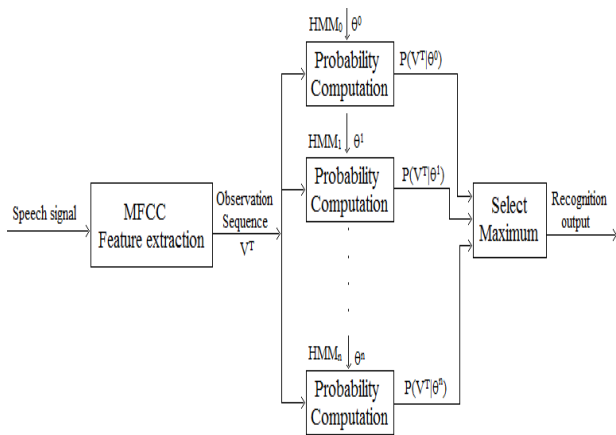 HMM₀ θ⁰
Probability
Computation
P(Vᵀ|θ⁰)
HMM₁ θ¹
Probability
Computation
P(Vᵀ|θ¹)
Speech signal
MFCC
Feature extraction
Observation
Sequence
Vᵀ
Select
Maximum
Recognition
output
HMMₙ θⁿ
Probability
Computation
P(Vᵀ|θⁿ)